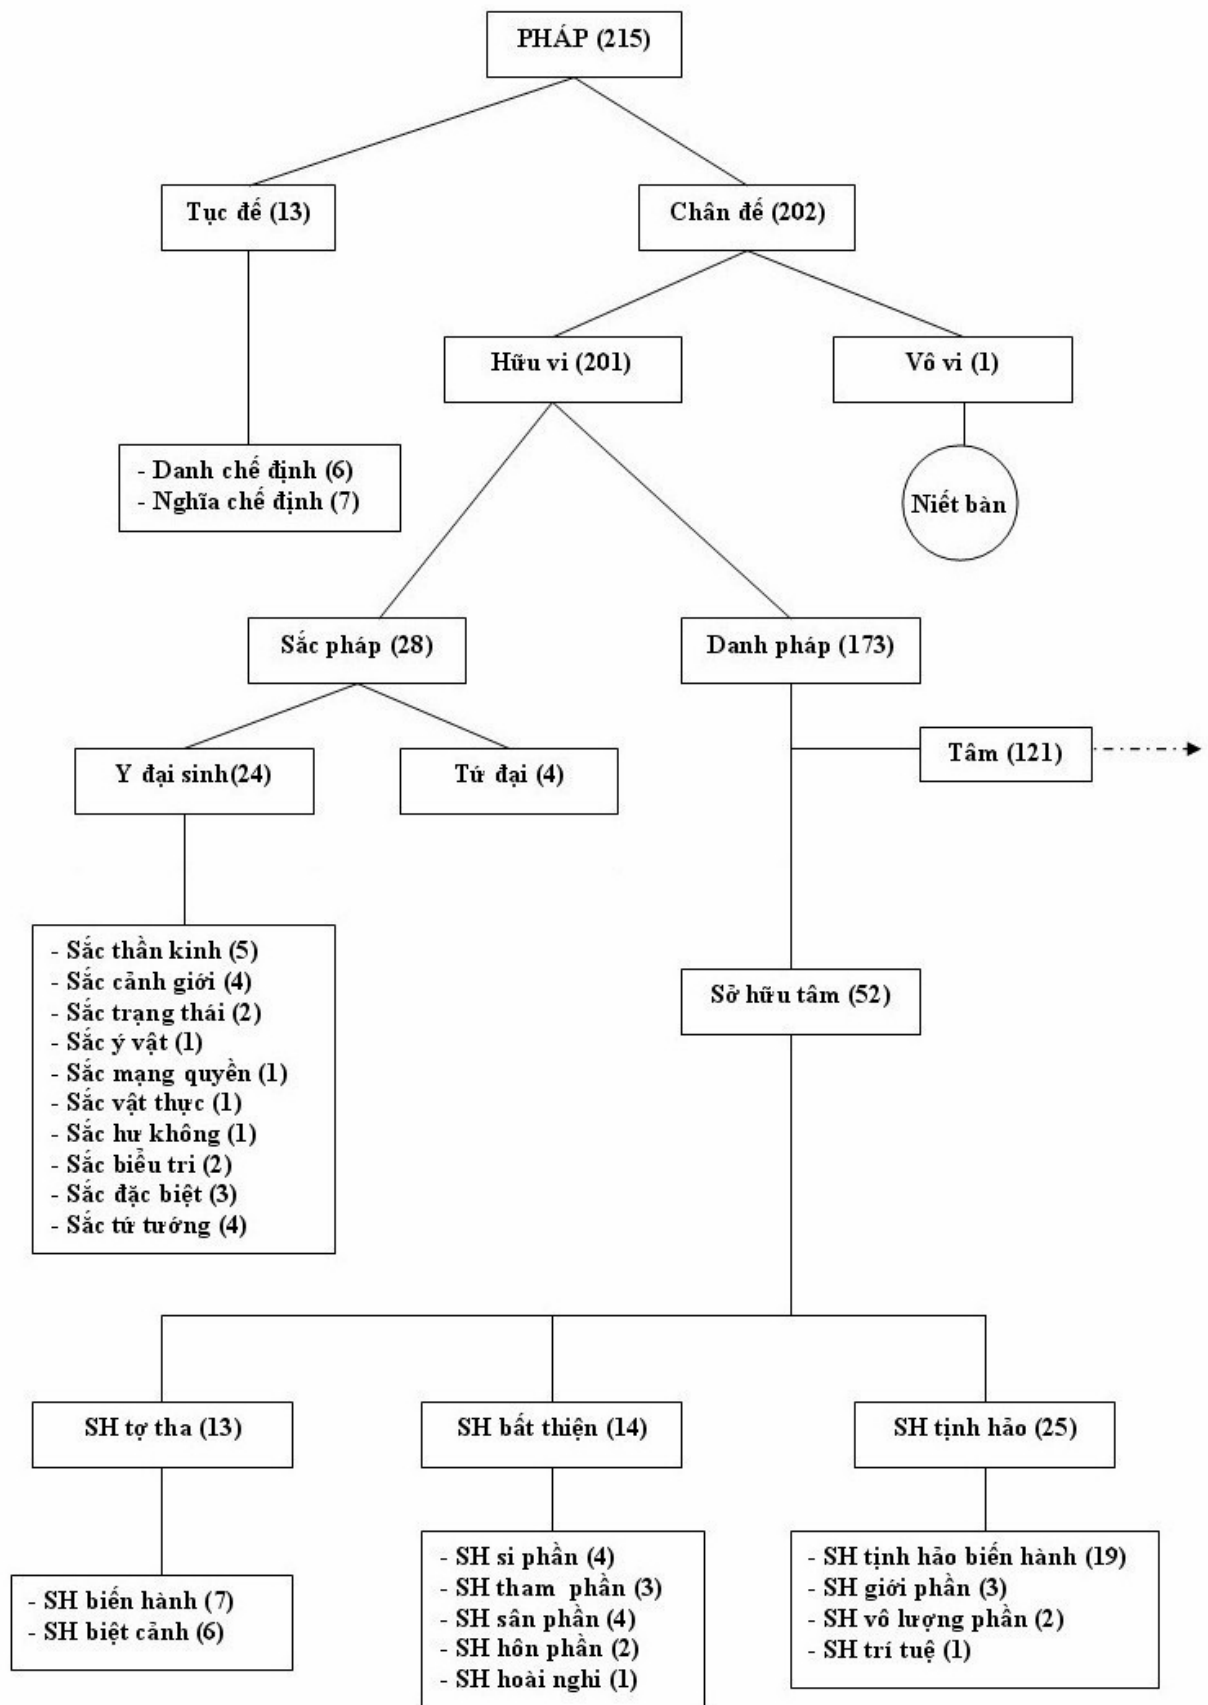 PHÁP (215)
Tục đế (13)
Chân đế (202)
Hữu vi (201)
Vô vi (1)
- Danh chế định (6)
- Nghĩa chế định (7)
Niết bàn
Sắc pháp (28)
Danh pháp (173)
Y đại sinh(24)
Tứ đại (4)
Tâm (121)
- Sắc thần kinh (5)
- Sắc cảnh giới (4)
- Sắc trạng thái (2)
- Sắc ý vật (1)
- Sắc mạng quyền (1)
- Sắc vật thực (1)
- Sắc hư không (1)
- Sắc biểu tri (2)
- Sắc đặc biệt (3)
- Sắc tứ tướng (4)
Sở hữu tâm (52)
SH tợ tha (13)
SH bất thiện (14)
SH tịnh hảo (25)
- SH biến hành (7)
- SH biệt cảnh (6)
- SH si phần (4)
- SH tham phần (3)
- SH sân phần (4)
- SH hôn phần (2)
- SH hoài nghi (1)
- SH tịnh hảo biến hành (19)
- SH giới phần (3)
- SH vô lượng phần (2)
- SH trí tuệ (1)